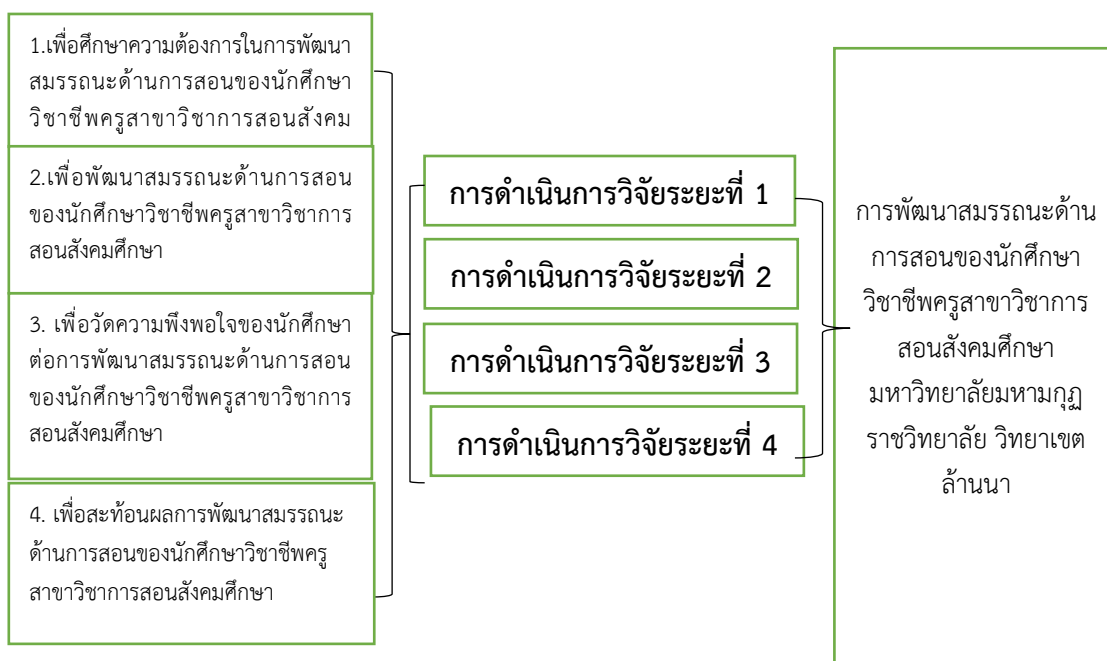 1.เพื่อศึกษาความต้องการในการพัฒนา
สมรรถนะด้านการสอนของนักศึกษา
วิชาชีพครูสาขาวิชาการสอนสังคม
2.เพื่อพัฒนาสมรรถนะด้านการสอน
ของนักศึกษาวิชาชีพครูสาขาวิชาการ
สอนสังคมศึกษา
3. เพื่อวัดความพึงพอใจของนักศึกษา
ต่อการพัฒนาสมรรถนะด้านการสอน
ของนักศึกษาวิชาชีพครูสาขาวิชาการ
สอนสังคมศึกษา
4. เพื่อสะท้อนผลการพัฒนาสมรรถนะ
ด้านการสอนของนักศึกษาวิชาชีพครู
สาขาวิชาการสอนสังคมศึกษา
การดำเนินการวิจัยระยะที่ 1
การดำเนินการวิจัยระยะที่ 2
การดำเนินการวิจัยระยะที่ 3
การดำเนินการวิจัยระยะที่ 4
การพัฒนาสมรรถนะด้าน
การสอนของนักศึกษา
วิชาชีพครูสาขาวิชาการ
สอนสังคมศึกษา
มหาวิทยาลัยมหามกุฏ
ราชวิทยาลัย วิทยาเขต
ล้านนา